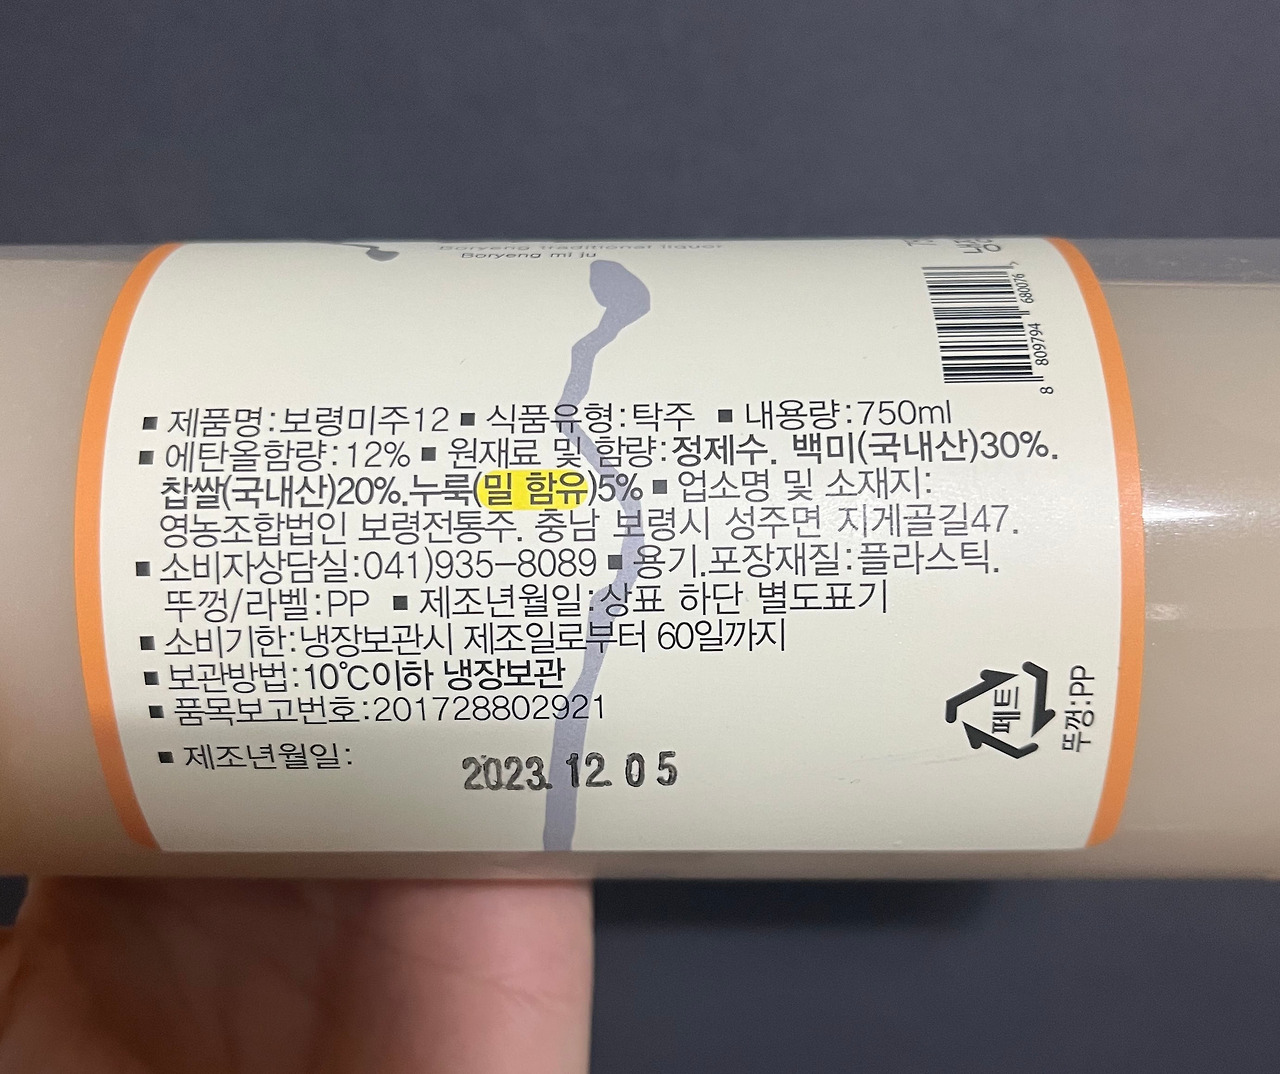 Boryeng traditional liquor
Boryeng mi ju
8 809794 680076
■ 제품명:보령미주12 ■ 식품유형:탁주 ■ 내용량:750ml
■ 에탄올함량:12% ■ 원재료 및 함량:정제수. 백미(국내산)30%.
찹쌀(국내산)20%.누룩(밀 함유)5% ■ 업소명 및 소재지:
영농조합법인 보령전통주. 충남 보령시 성주면 지게골길47.
■ 소비자상담실:041)935-8089 ■ 용기.포장재질:플라스틱.
뚜껑/라벨:PP ■ 제조년월일:상표 하단 별도표기
■ 소비기한:냉장보관시 제조일로부터 60일까지
■ 보관방법:10℃이하 냉장보관
■ 품목보고번호:201728802921
■ 제조년월일:
2023. 12. 05
페트
뚜껑:PP